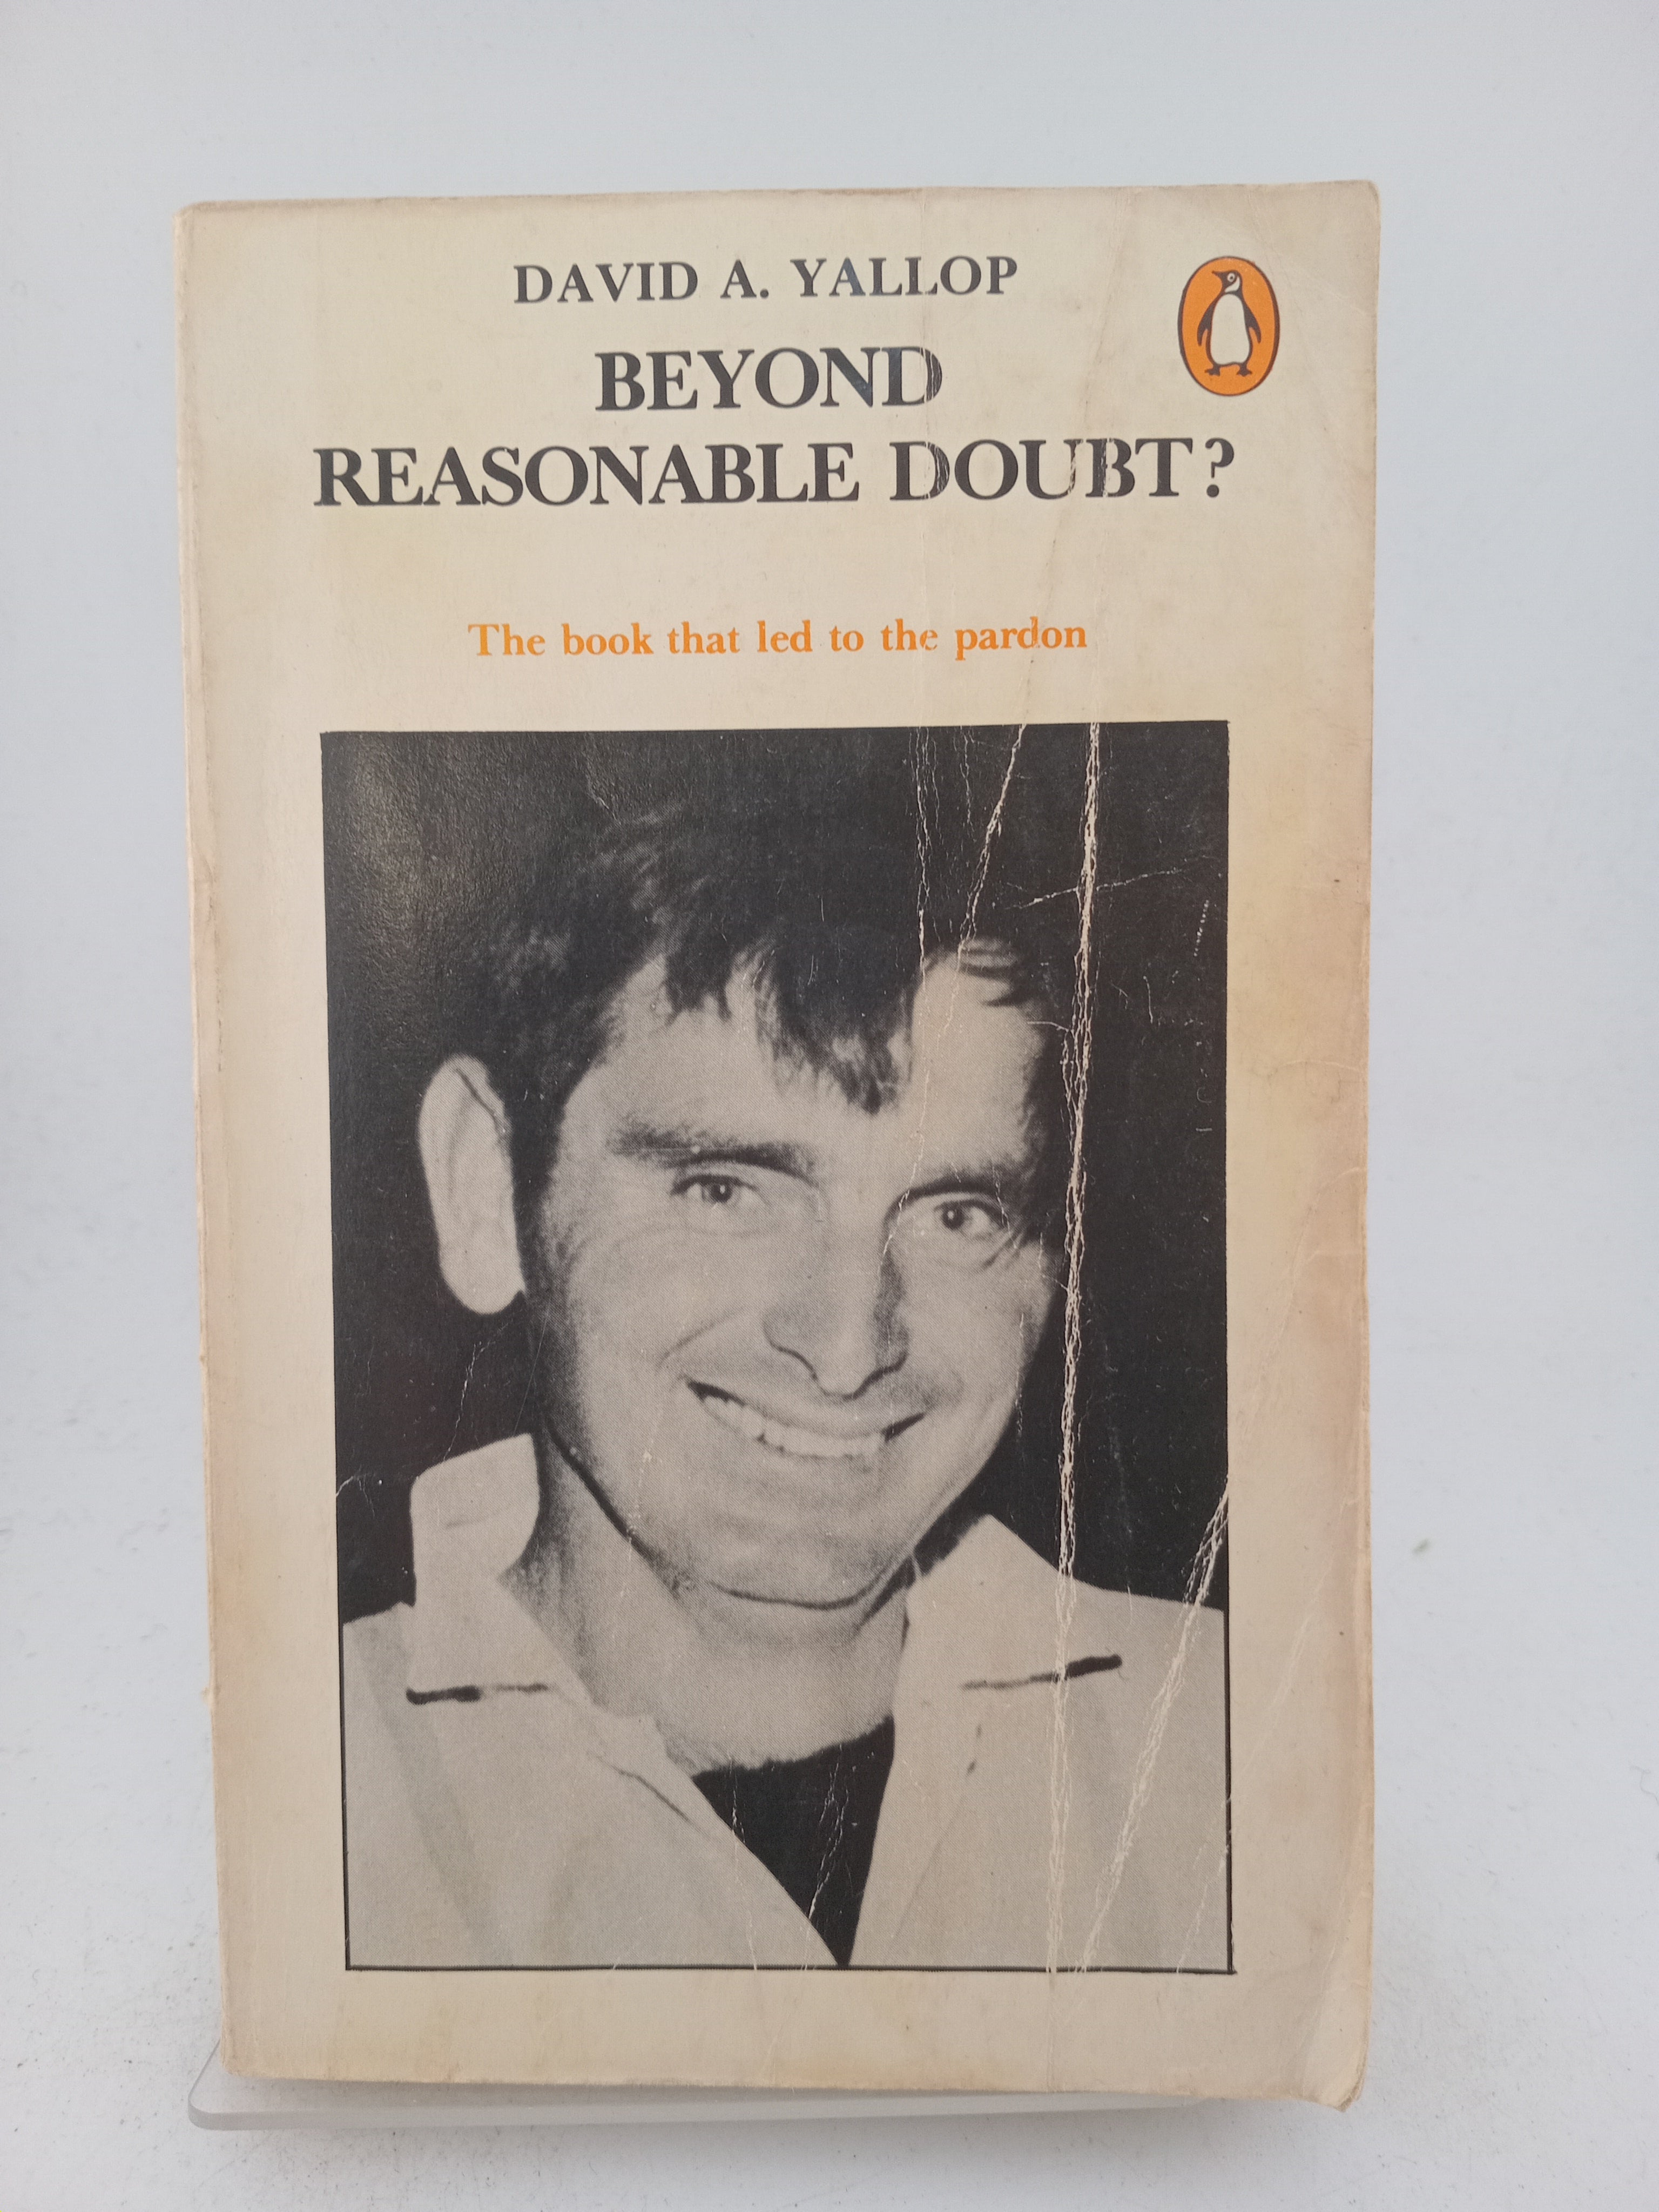 DAVID A. YALLOP
BEYOND
REASONABLE DOUBT?
The book that led to the pardon